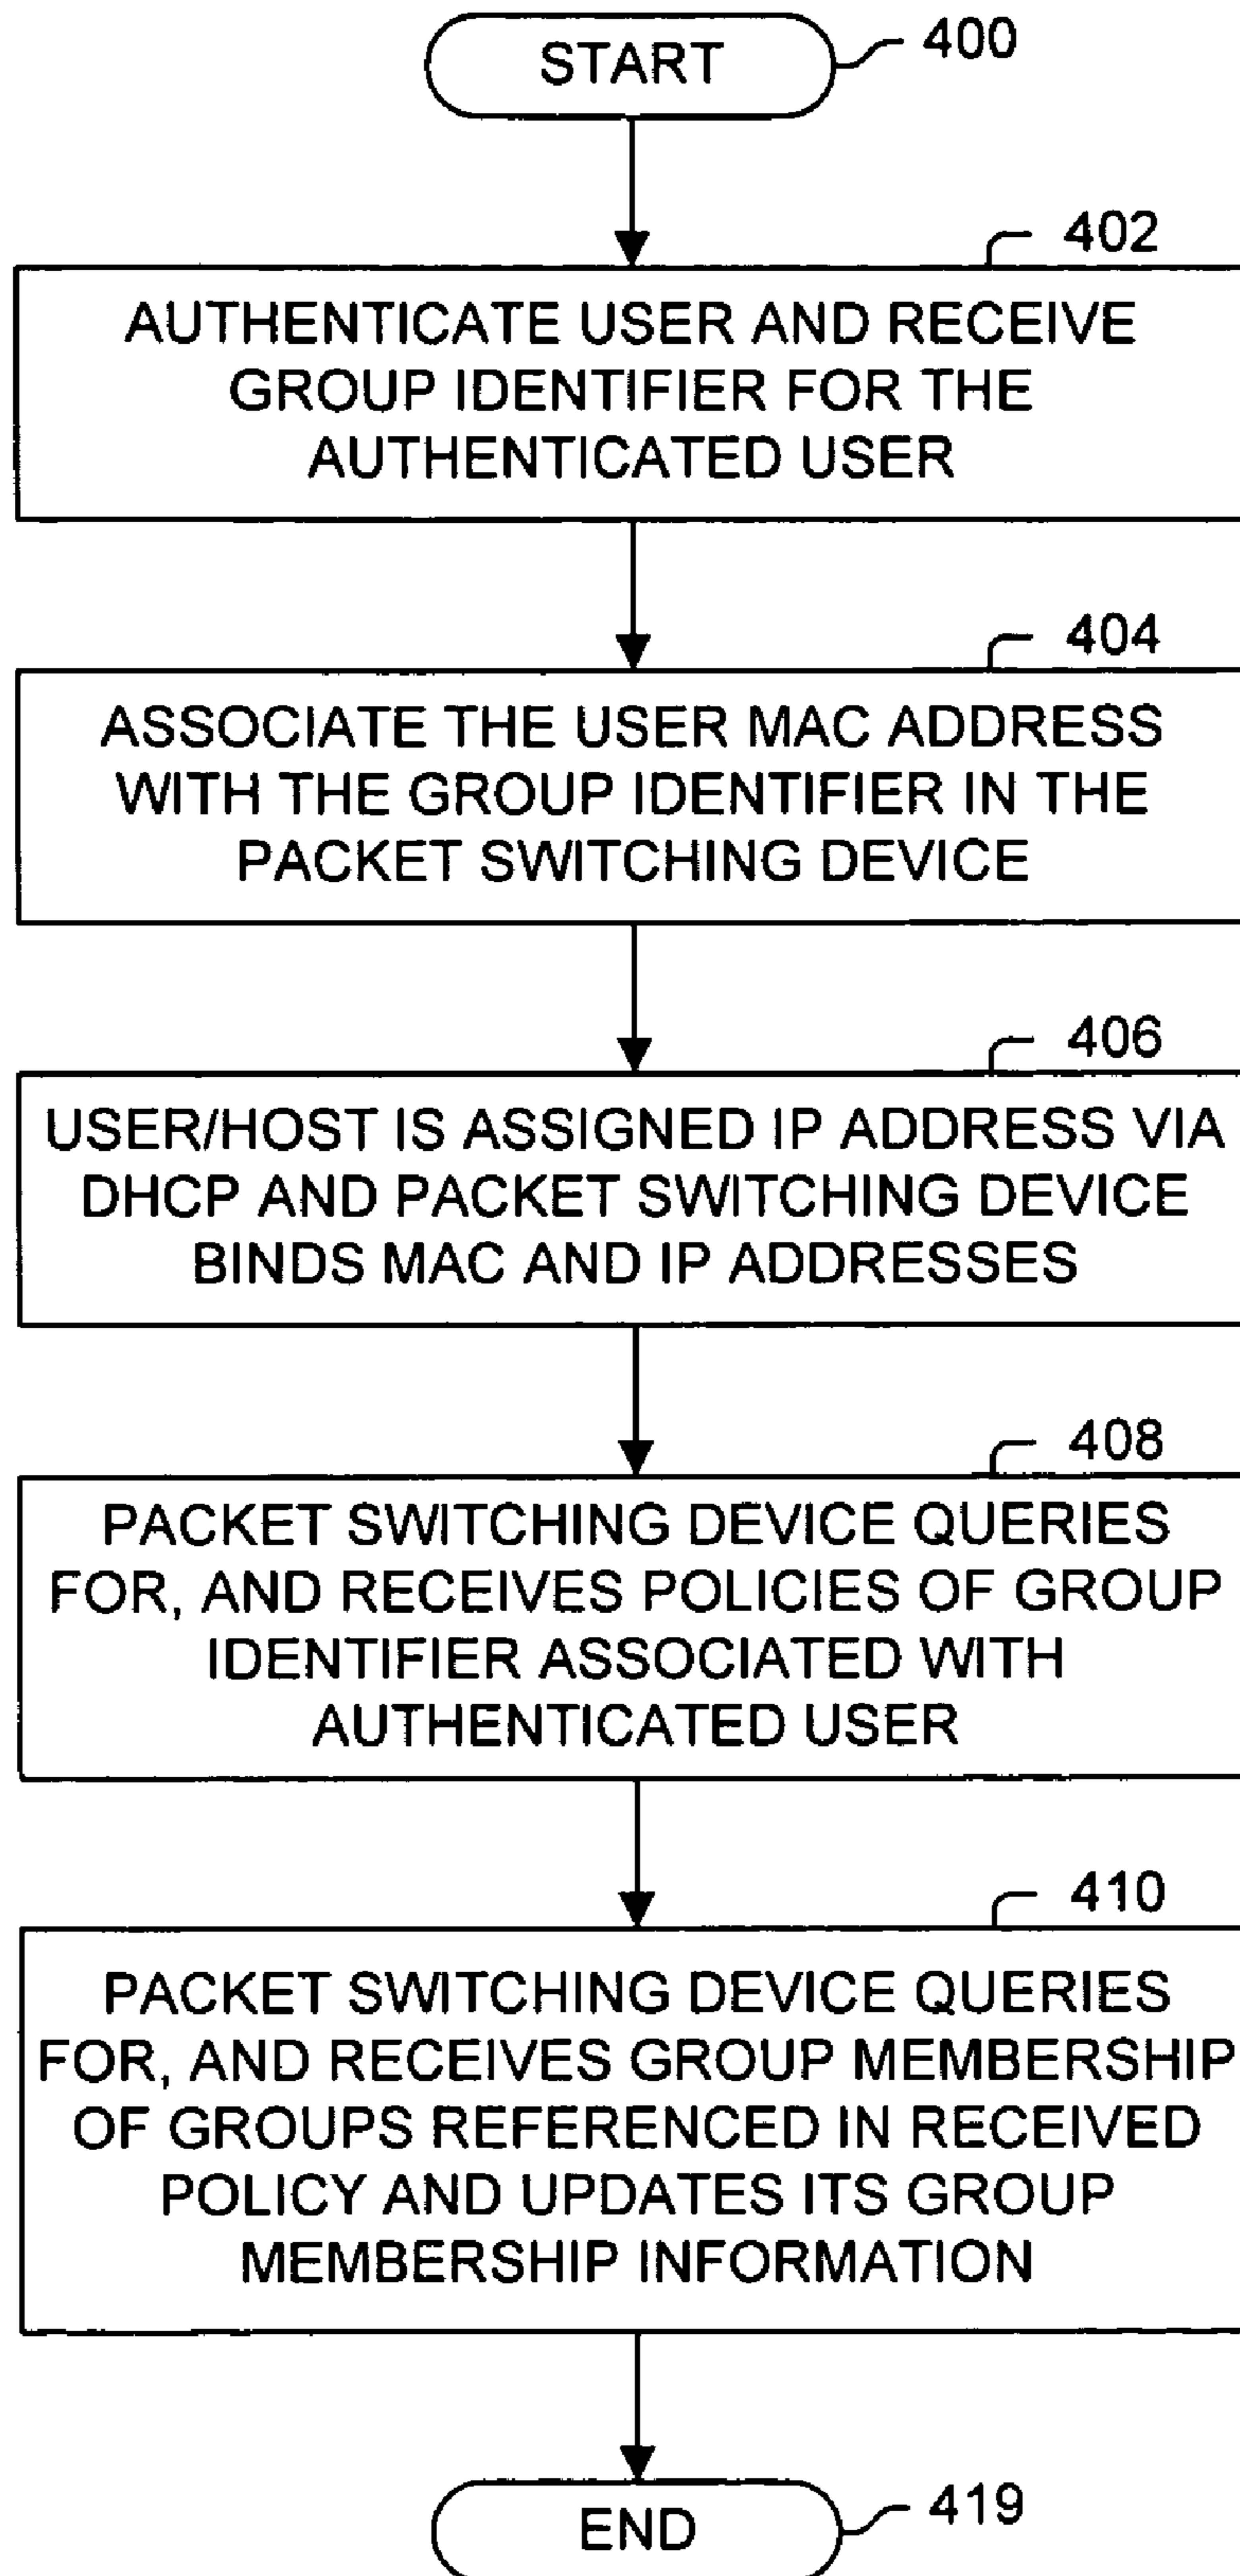 START
400
402
AUTHENTICATE USER AND RECEIVE
GROUP IDENTIFIER FOR THE
AUTHENTICATED USER
404
ASSOCIATE THE USER MAC ADDRESS
WITH THE GROUP IDENTIFIER IN THE
PACKET SWITCHING DEVICE
406
USER/HOST IS ASSIGNED IP ADDRESS VIA
DHCP AND PACKET SWITCHING DEVICE
BINDS MAC AND IP ADDRESSES
408
PACKET SWITCHING DEVICE QUERIES
FOR, AND RECEIVES POLICIES OF GROUP
IDENTIFIER ASSOCIATED WITH
AUTHENTICATED USER
410
PACKET SWITCHING DEVICE QUERIES
FOR, AND RECEIVES GROUP MEMBERSHIP
OF GROUPS REFERENCED IN RECEIVED
POLICY AND UPDATES ITS GROUP
MEMBERSHIP INFORMATION
END
419